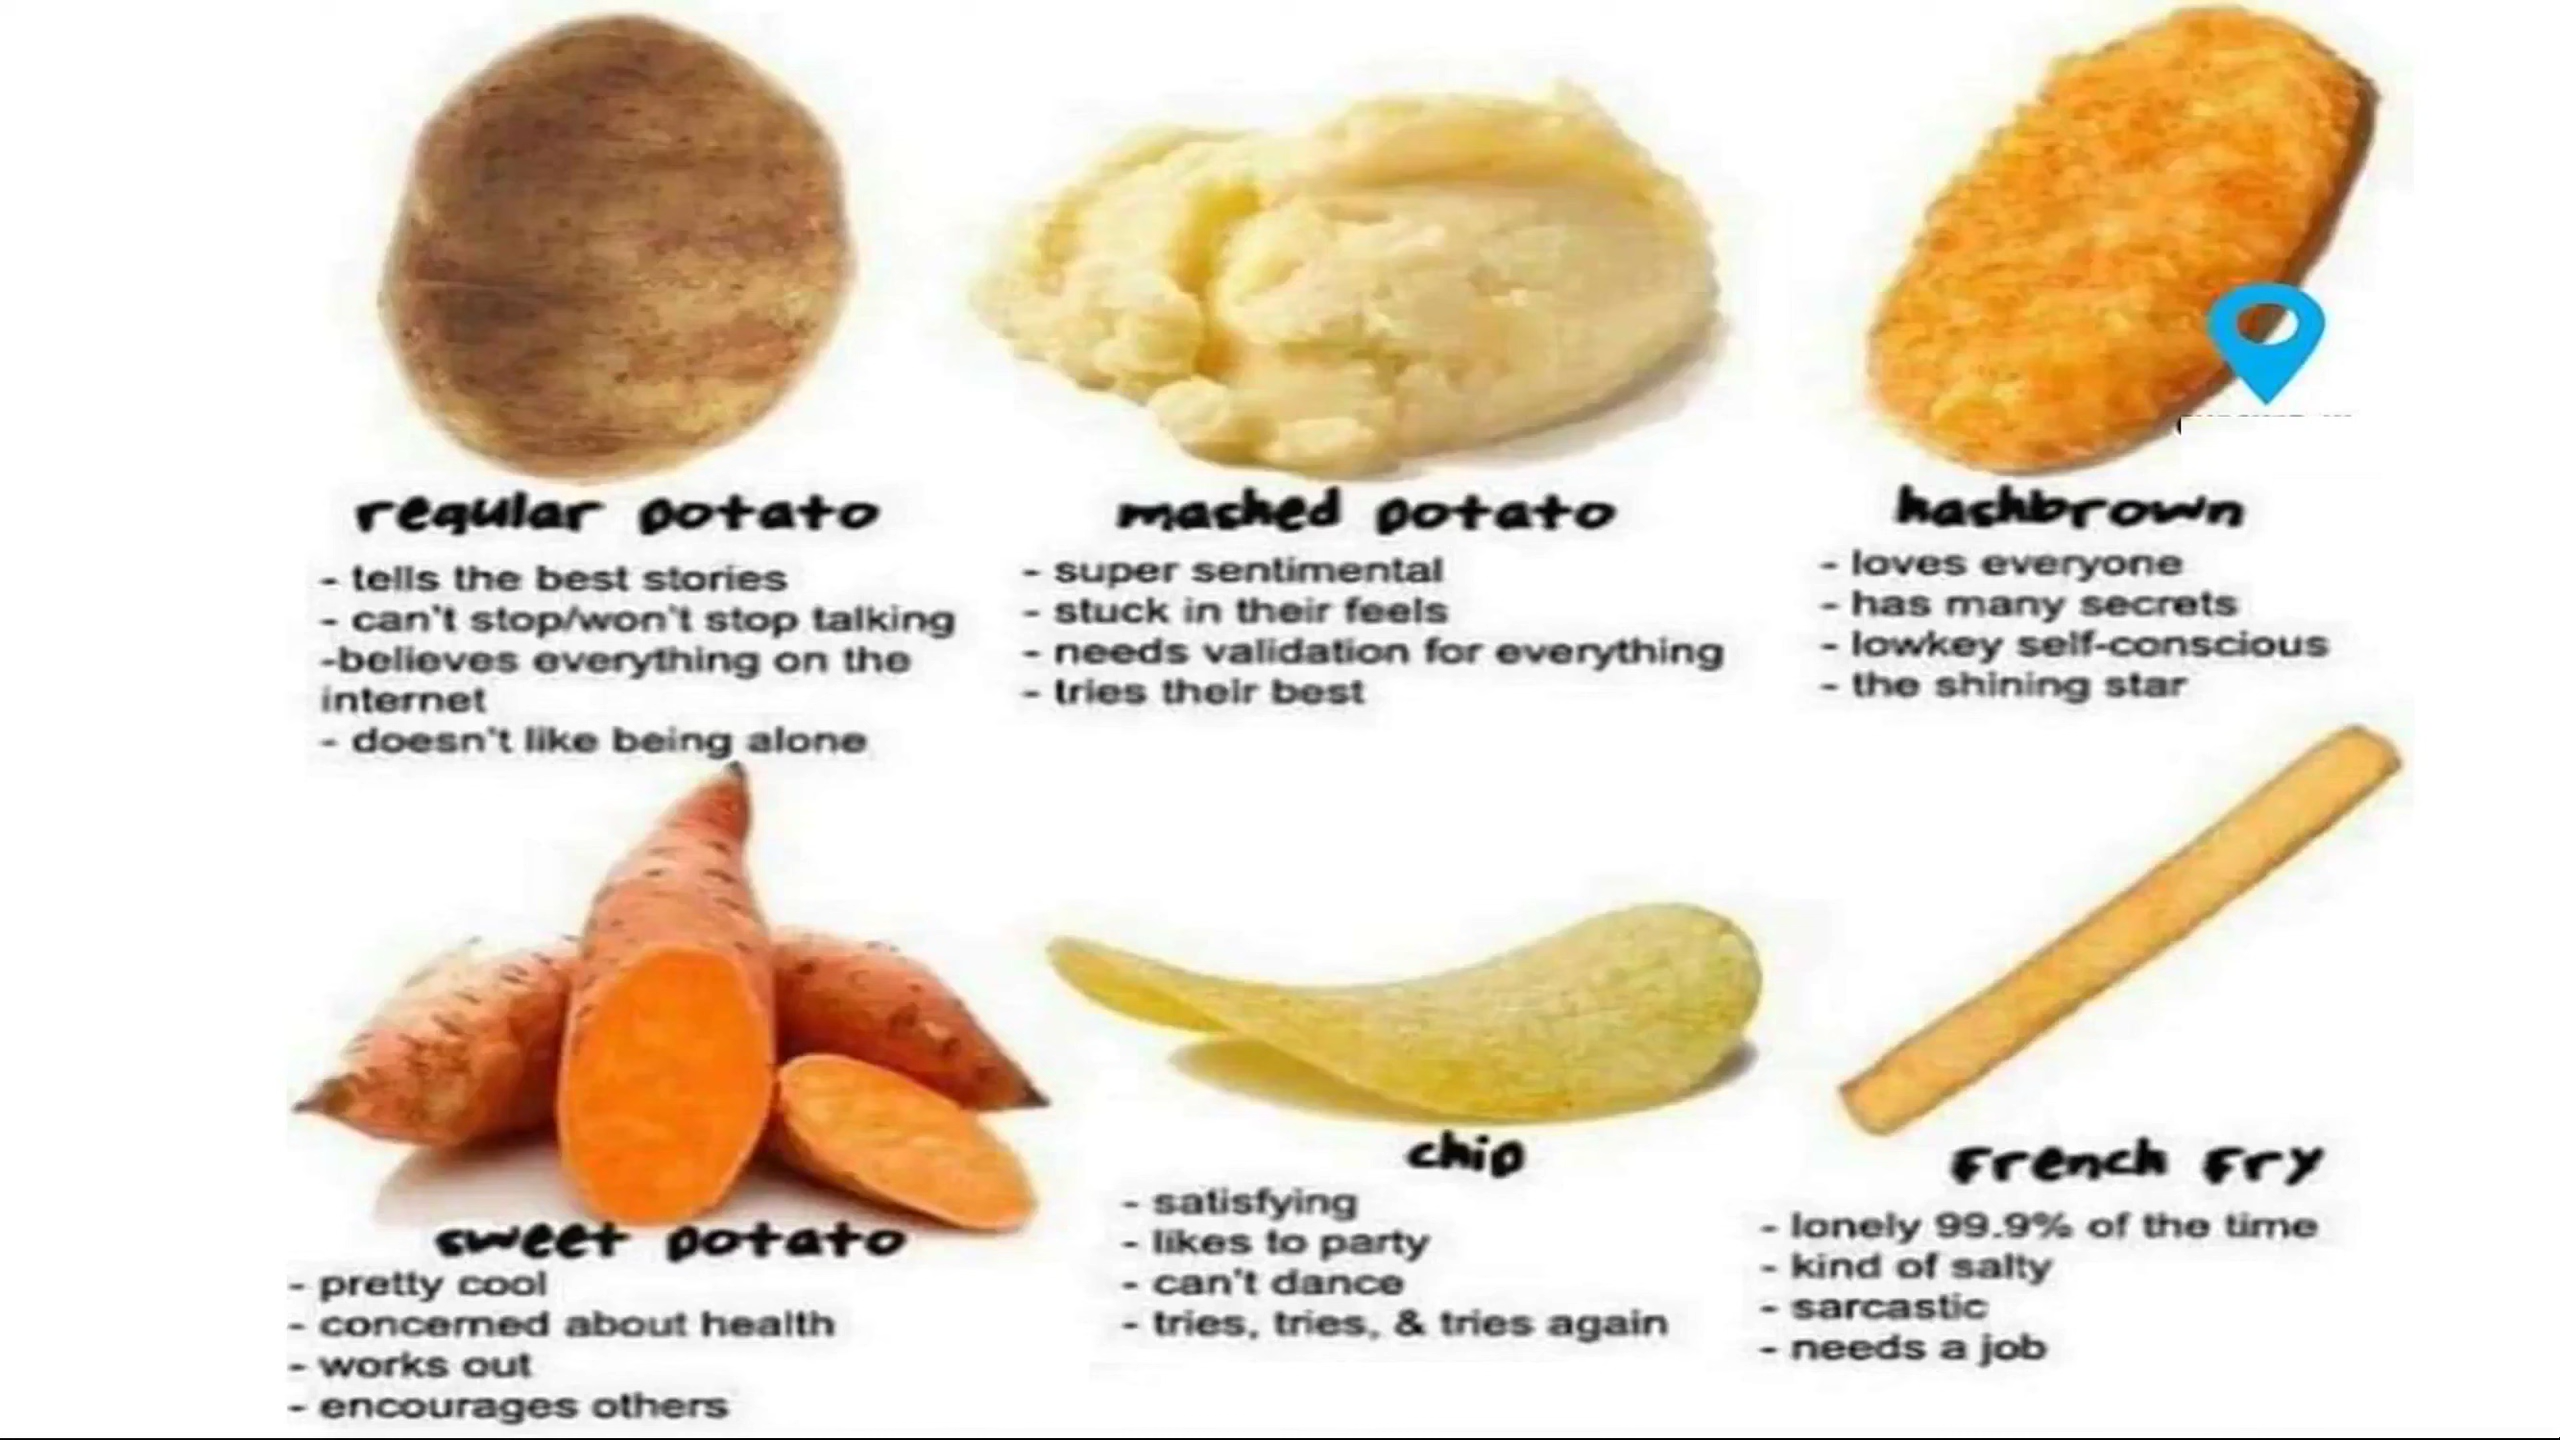 regular potato
- tells the best stories
- can't stop/won't stop talking
-believes everything on the
internet
- doesn't like being alone
mashed potato
- super sentimental
- stuck in their feels
- needs validation for everything
- tries their best
hashbrown
- loves everyone
- has many secrets
- lowkey self-conscious
- the shining star
sweet potato
- pretty cool
- concerned about health
- works out
- encourages others
chip
- satisfying
- likes to party
- can't dance
- tries, tries, & tries again
french fry
- lonely 99.9% of the time
- kind of salty
- sarcastic
- needs a job